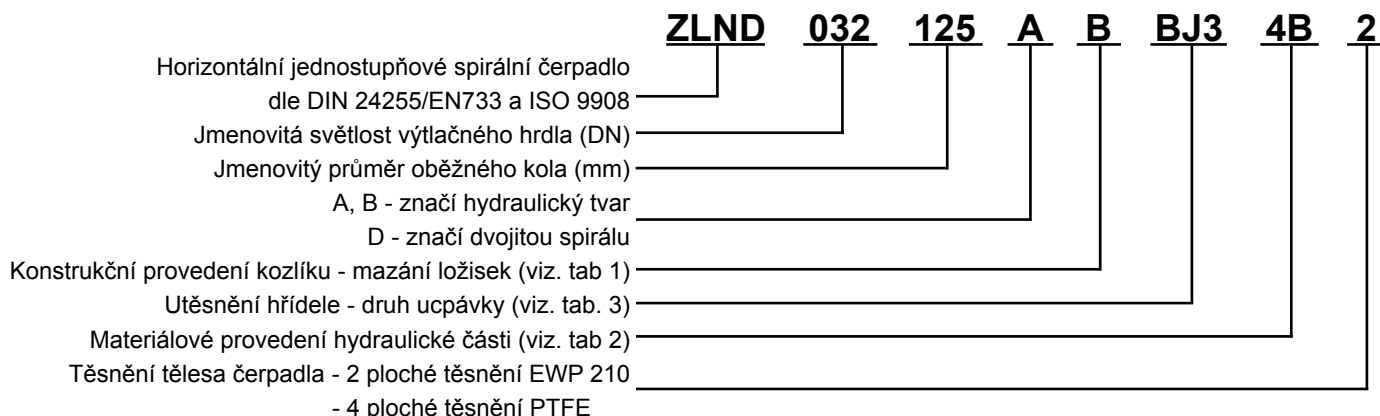 ZLND 032 125 A B BJ3 4B 2
Horizontální jednostupňové spirální čerpadlo
dle DIN 24255/EN733 a ISO 9908
Jmenovitá světlost výtlačného hrdla (DN)
Jmenovitý průměr oběžného kola (mm)
A, B - značí hydraulický tvar
D - značí dvojitou spirálu
Konstrukční provedení kozlíku - mazání ložisek (viz. tab 1)
Utěsnění hřídele - druh ucpávky (viz. tab. 3)
Materiálové provedení hydraulické části (viz. tab 2)
Těsnění tělesa čerpadla - 2 ploché těsnění EWP 210
- 4 ploché těsnění PTFE